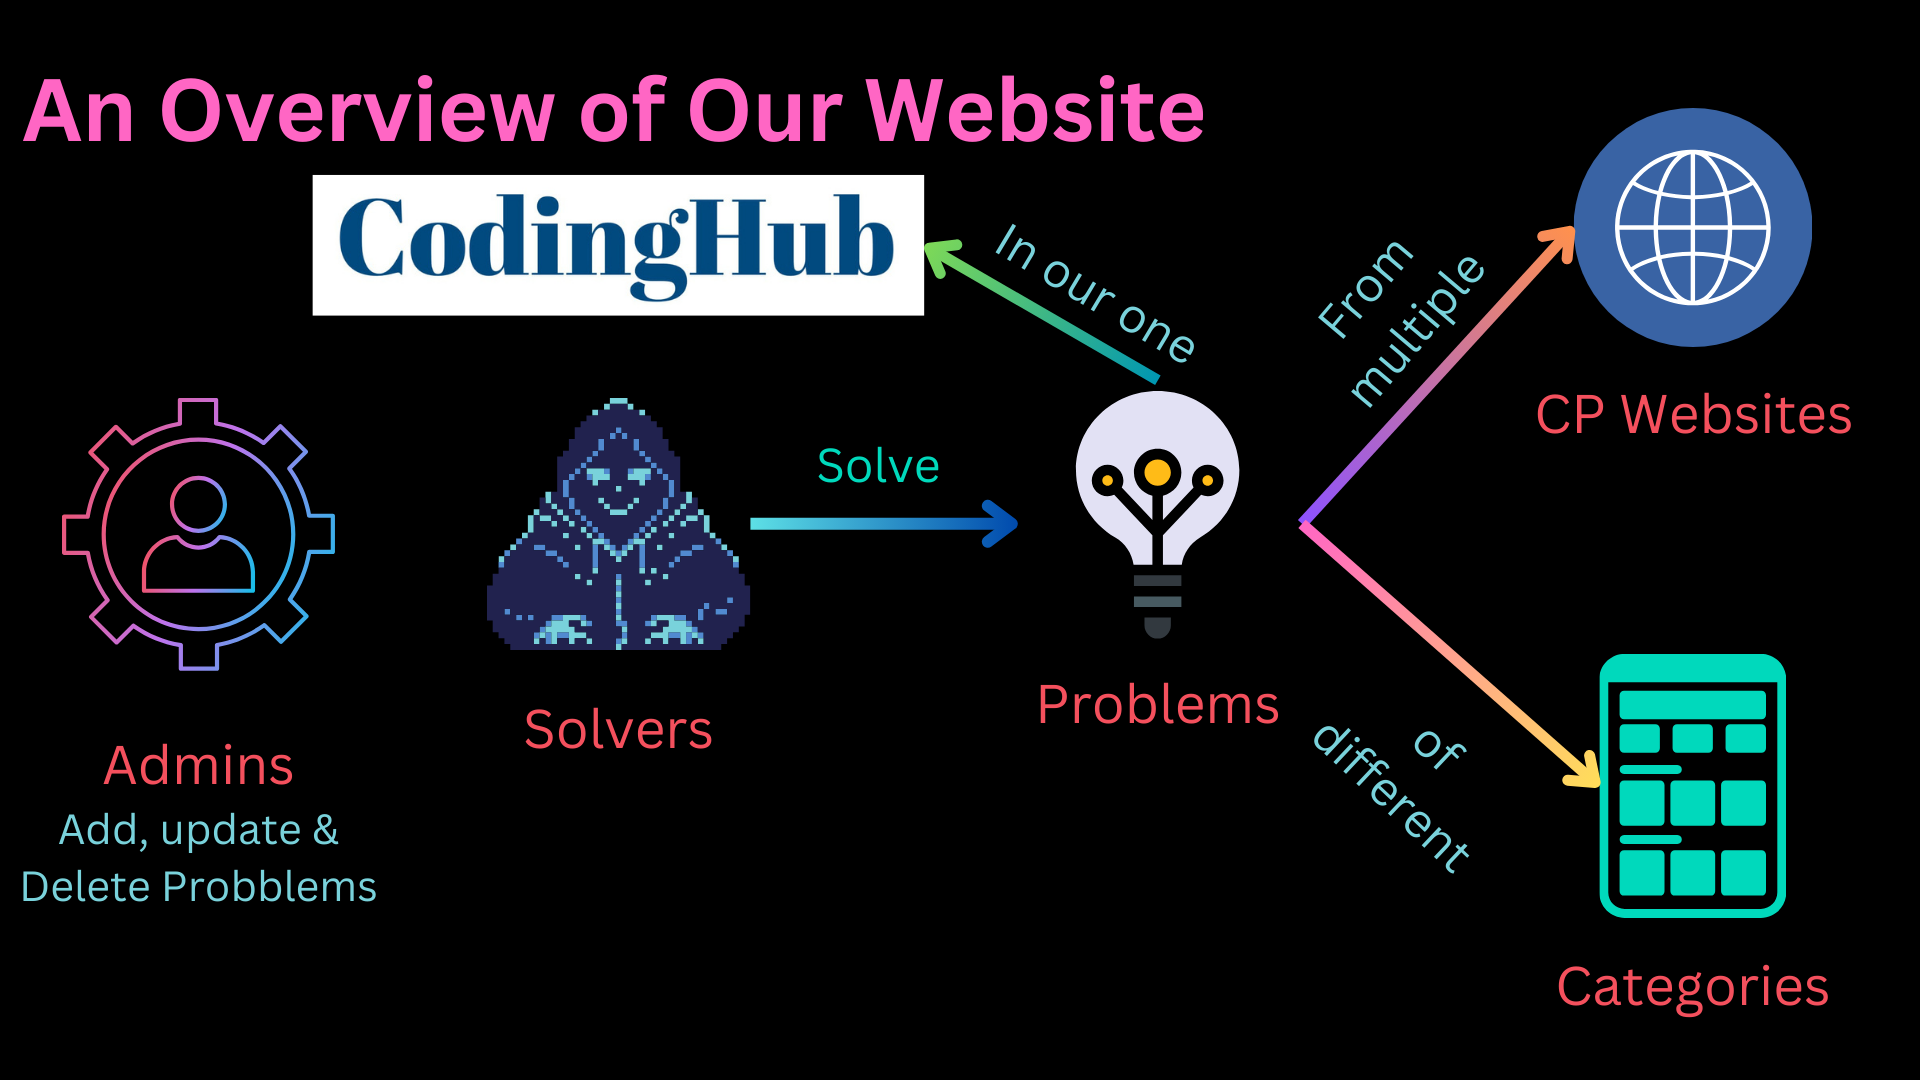 An Overview of Our Website
CodingHub
In our one
From
multiple
CP Websites
Solve
Solvers
Problems
Admins
Add, update &
Delete Probblems
of
different
Categories